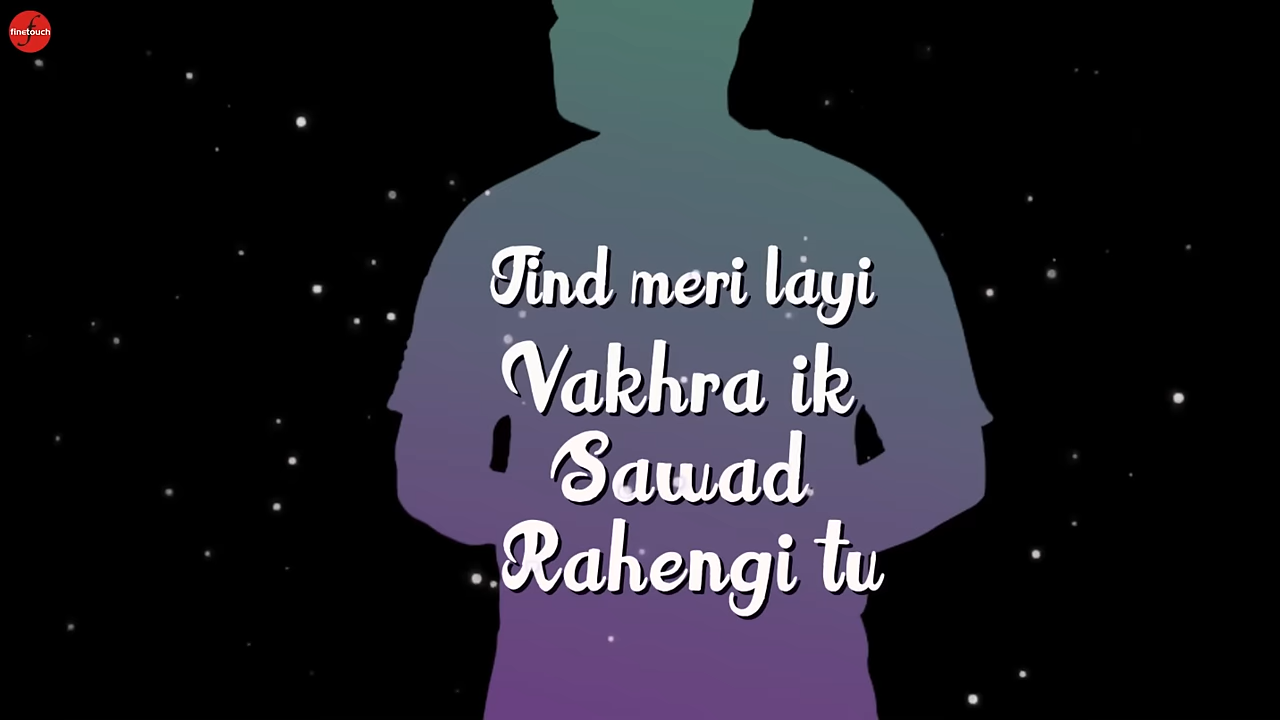 finetouch
Jind meri layi
Vakhra ik
Sawad
Rahengi tu